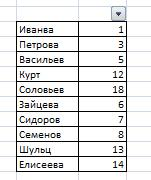 Иванва 1
Петрова 3
Васильев 5
Курт 12
Соловьев 18
Зайцева 6
Сидоров 7
Семенов 8
Шульц 13
Елисеева 14